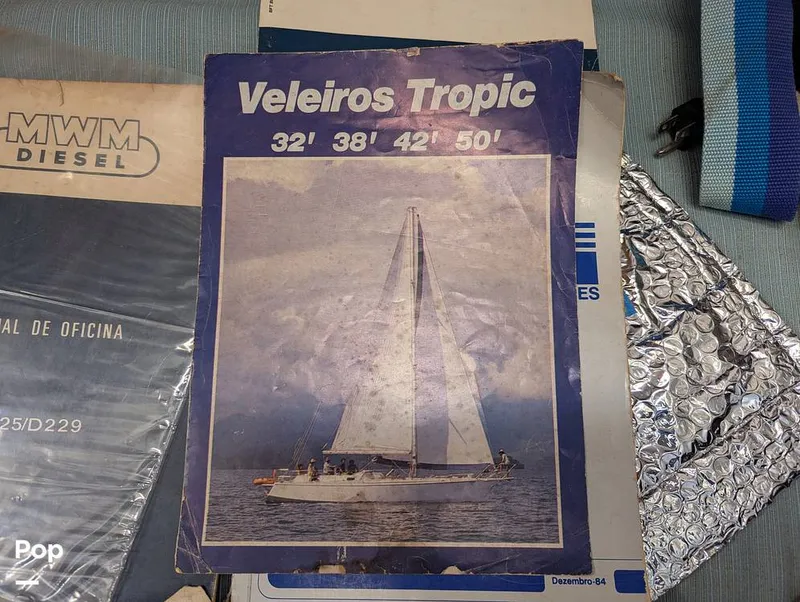 Veleiros Tropic
32' 38' 42' 50'
MWM
DIESEL
AL DE OFICINA
25/D229
ES
Dezembro-84
Pop